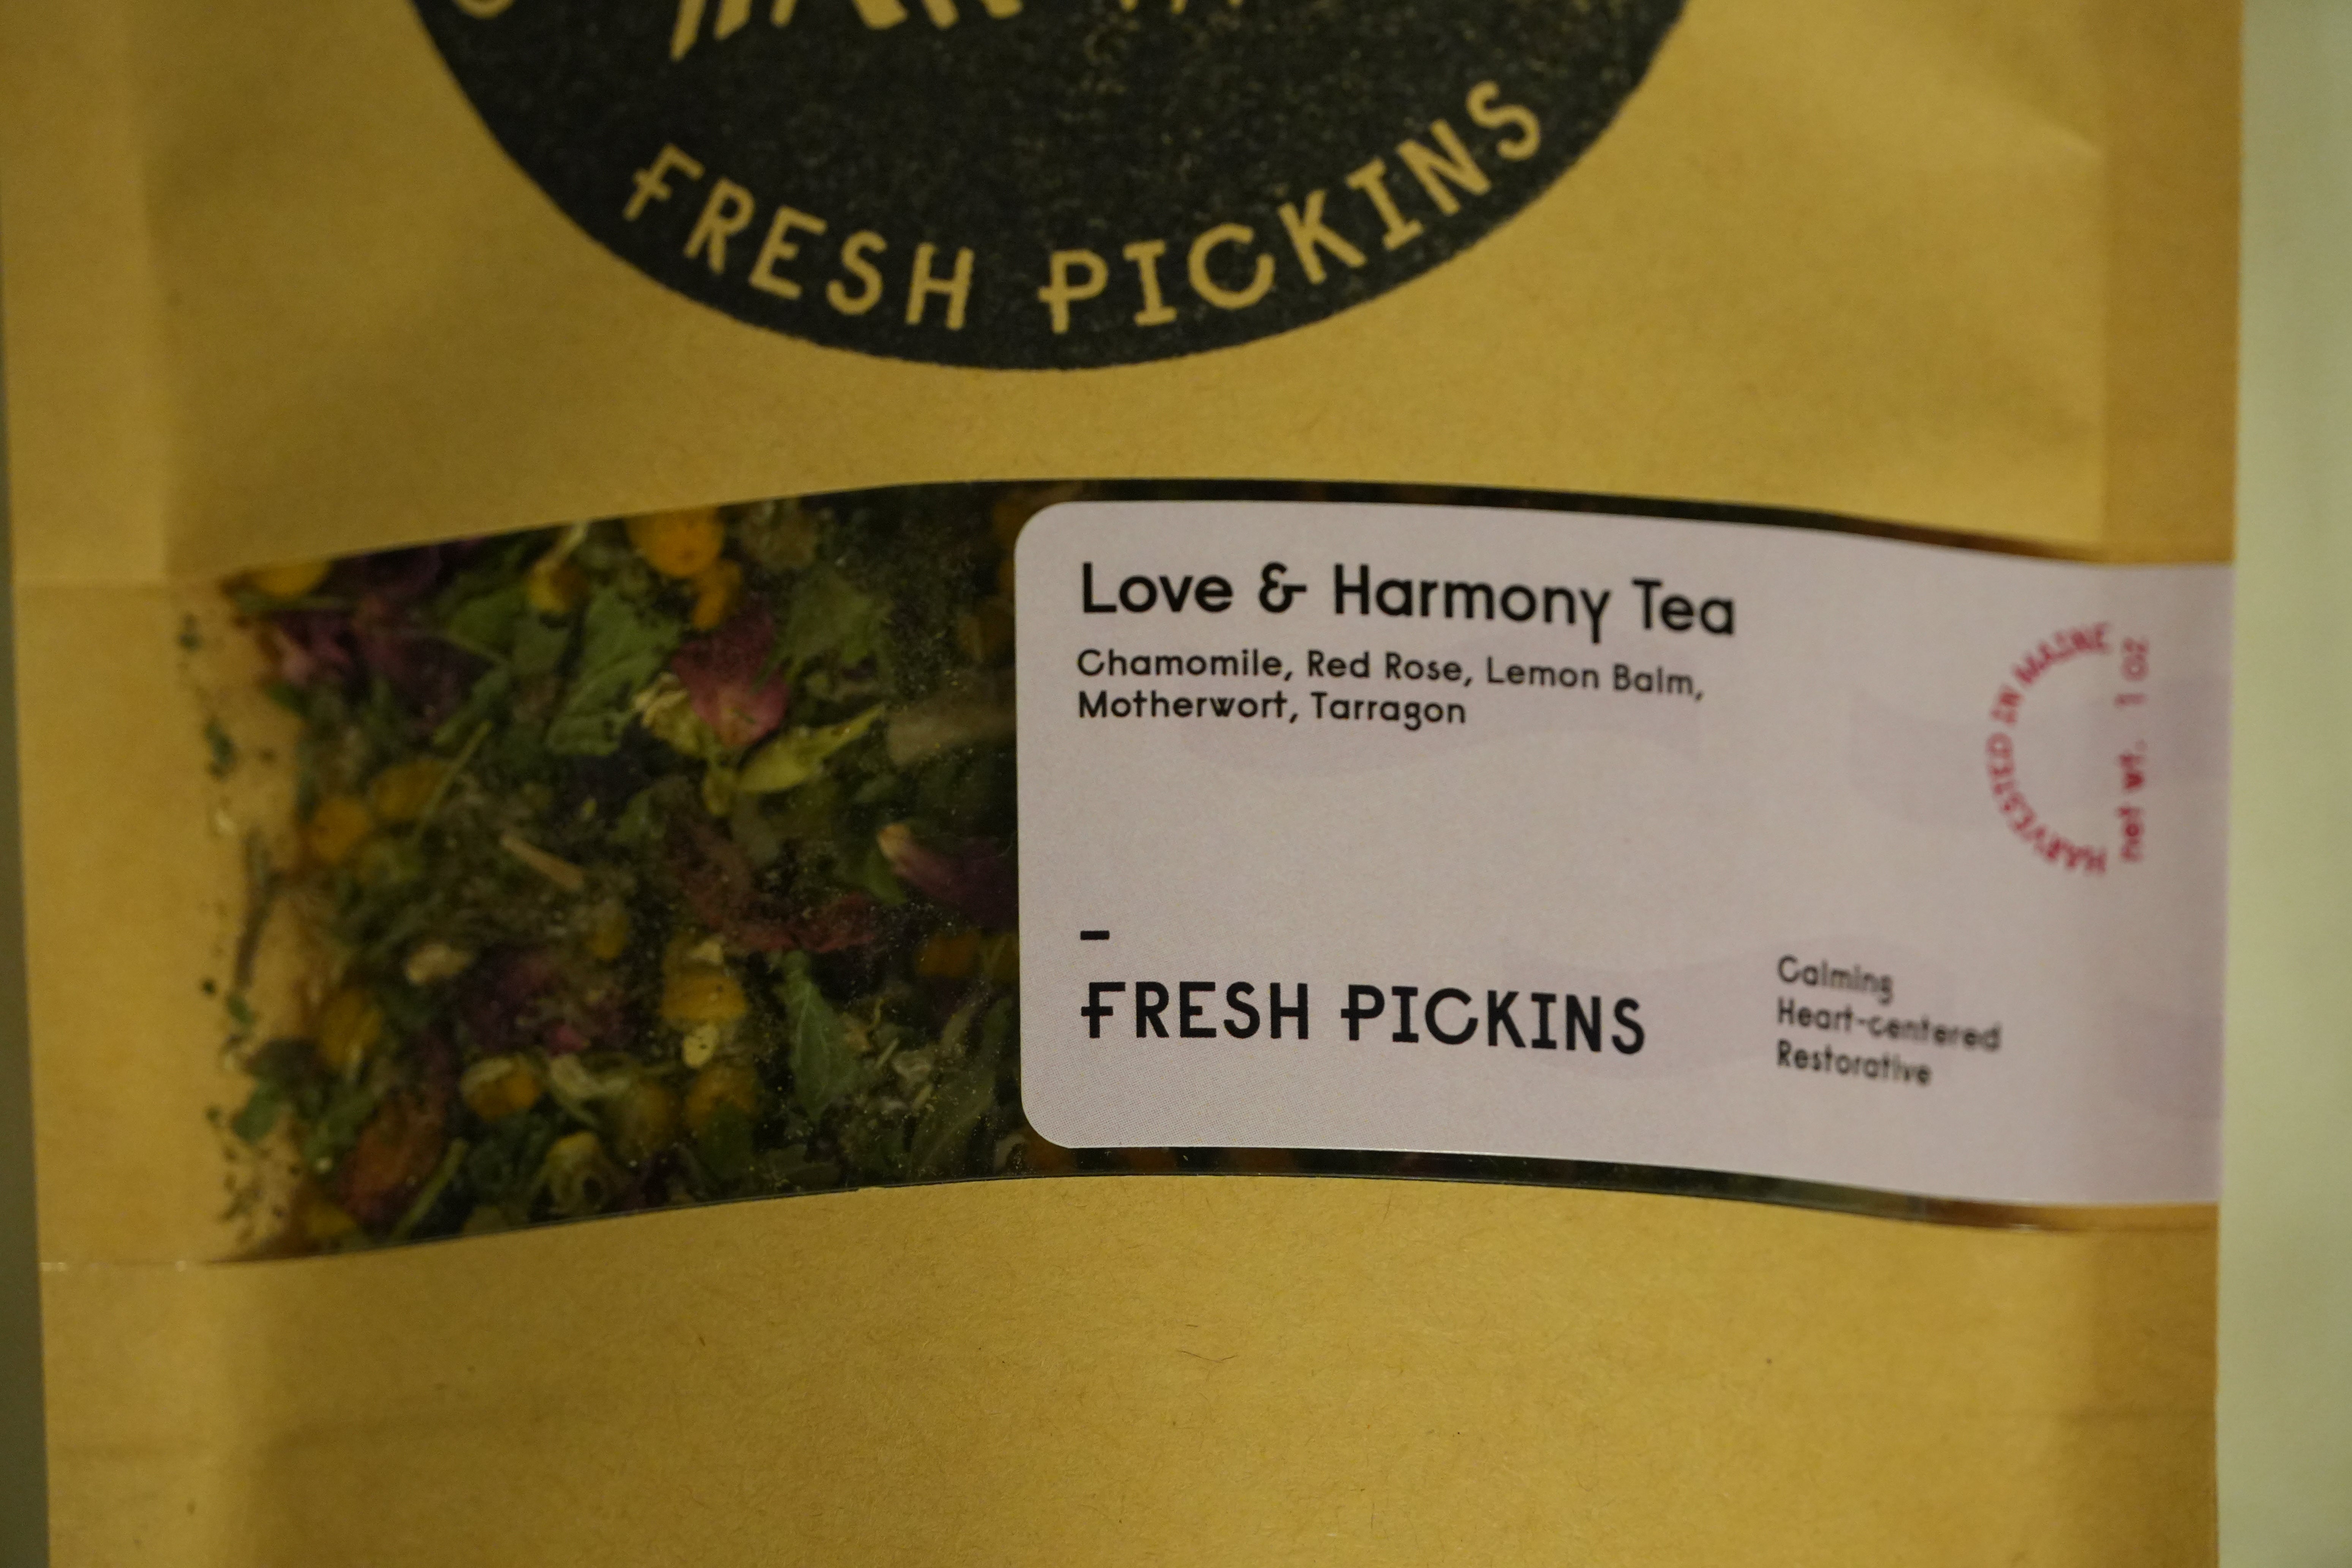 FRESH PICKINS
Love & Harmony Tea
Chamomile, Red Rose, Lemon Balm,
Motherwort, Tarragon
HARVESTED IN MAINE
net wt. 1 oz
FRESH PICKINS
Calming
Heart-centered
Restorative